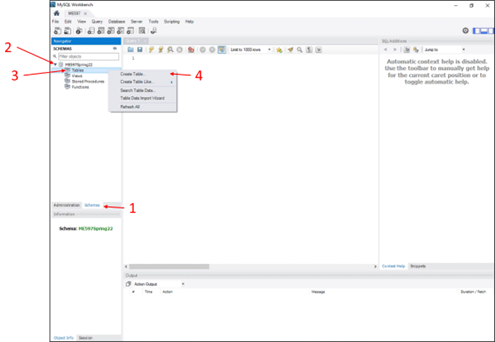 MySQL Workbench
File Edit View Query Database Server Tools Scripting Help
Navigator
SCHEMAS
Filter objects
Tables
Views
Stored Procedures
Functions
Create Table...
Create Table Like...
Search Table Data...
Table Data Import Wizard
Refresh All
2
3
4
1
Limit to 1000 rows
1
SQL Additions
Jump to
Automatic context help is disabled.
Use the toolbar to manually get help
for the current caret position or to
toggle automatic help.
Administration Schemas
Information
Schema:
Context Help Snippets
Output
Action Output
# Time Action Message Duration / Fetch
Object Info Session